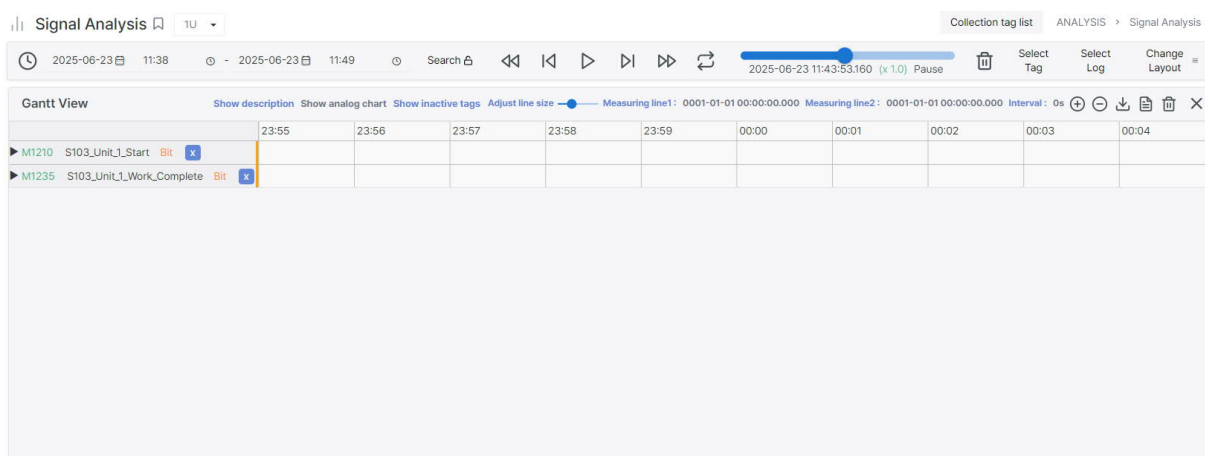 Signal Analysis 1U Collection tag list ANALYSIS > Signal Analysis
2025-06-23 11:38 - 2025-06-23 11:49 Search Select Tag Select Log Change Layout
2025-06-23 11:43:53.160 (x 1.0) Pause
Gantt View Show description Show analog chart Show inactive tags Adjust line size Measuring line1 : 0001-01-01 00:00:00.000 Measuring line2 : 0001-01-01 00:00:00.000 Interval : 0s
23:55 23:56 23:57 23:58 23:59 00:00 00:01 00:02 00:03 00:04
M1210 S103_Unit_1_Start Bit x
M1235 S103_Unit_1_Work_Complete Bit x